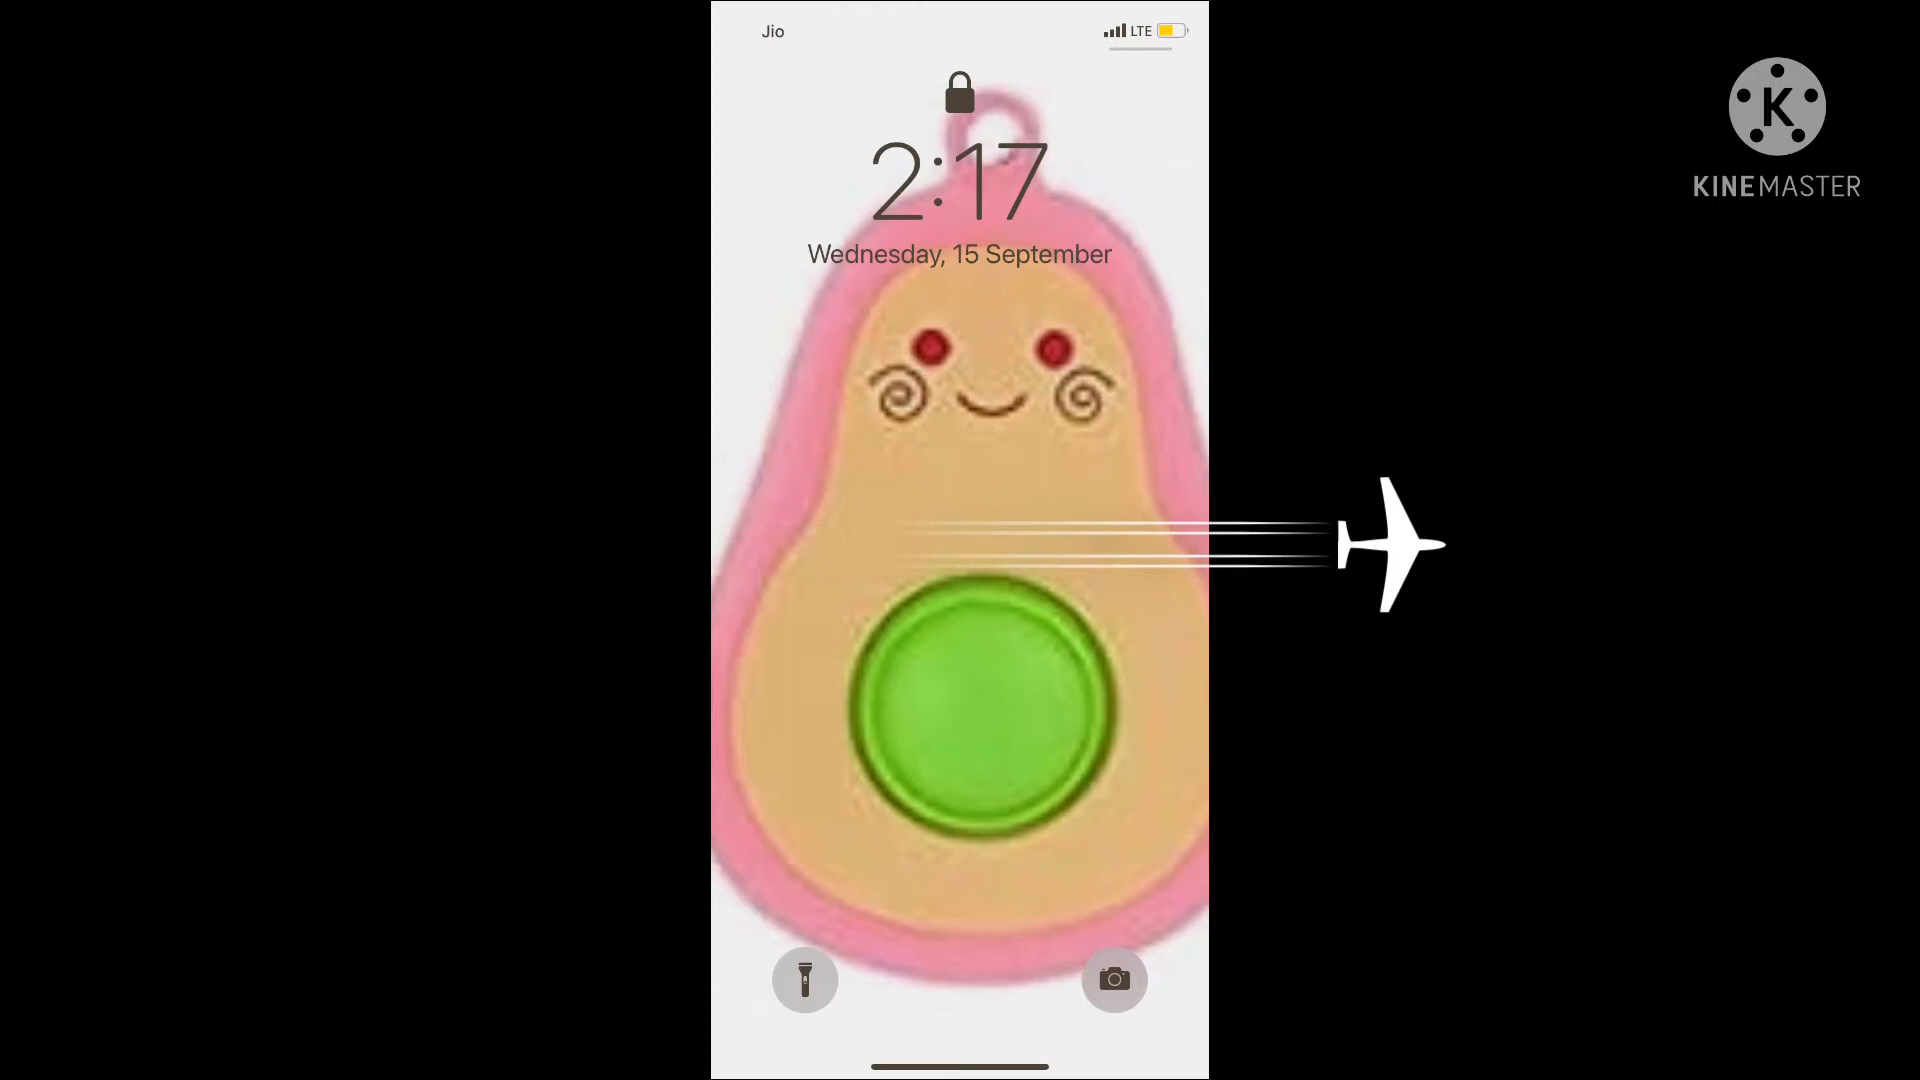 Jio
LTE
2:17
Wednesday, 15 September
K
KINEMASTER